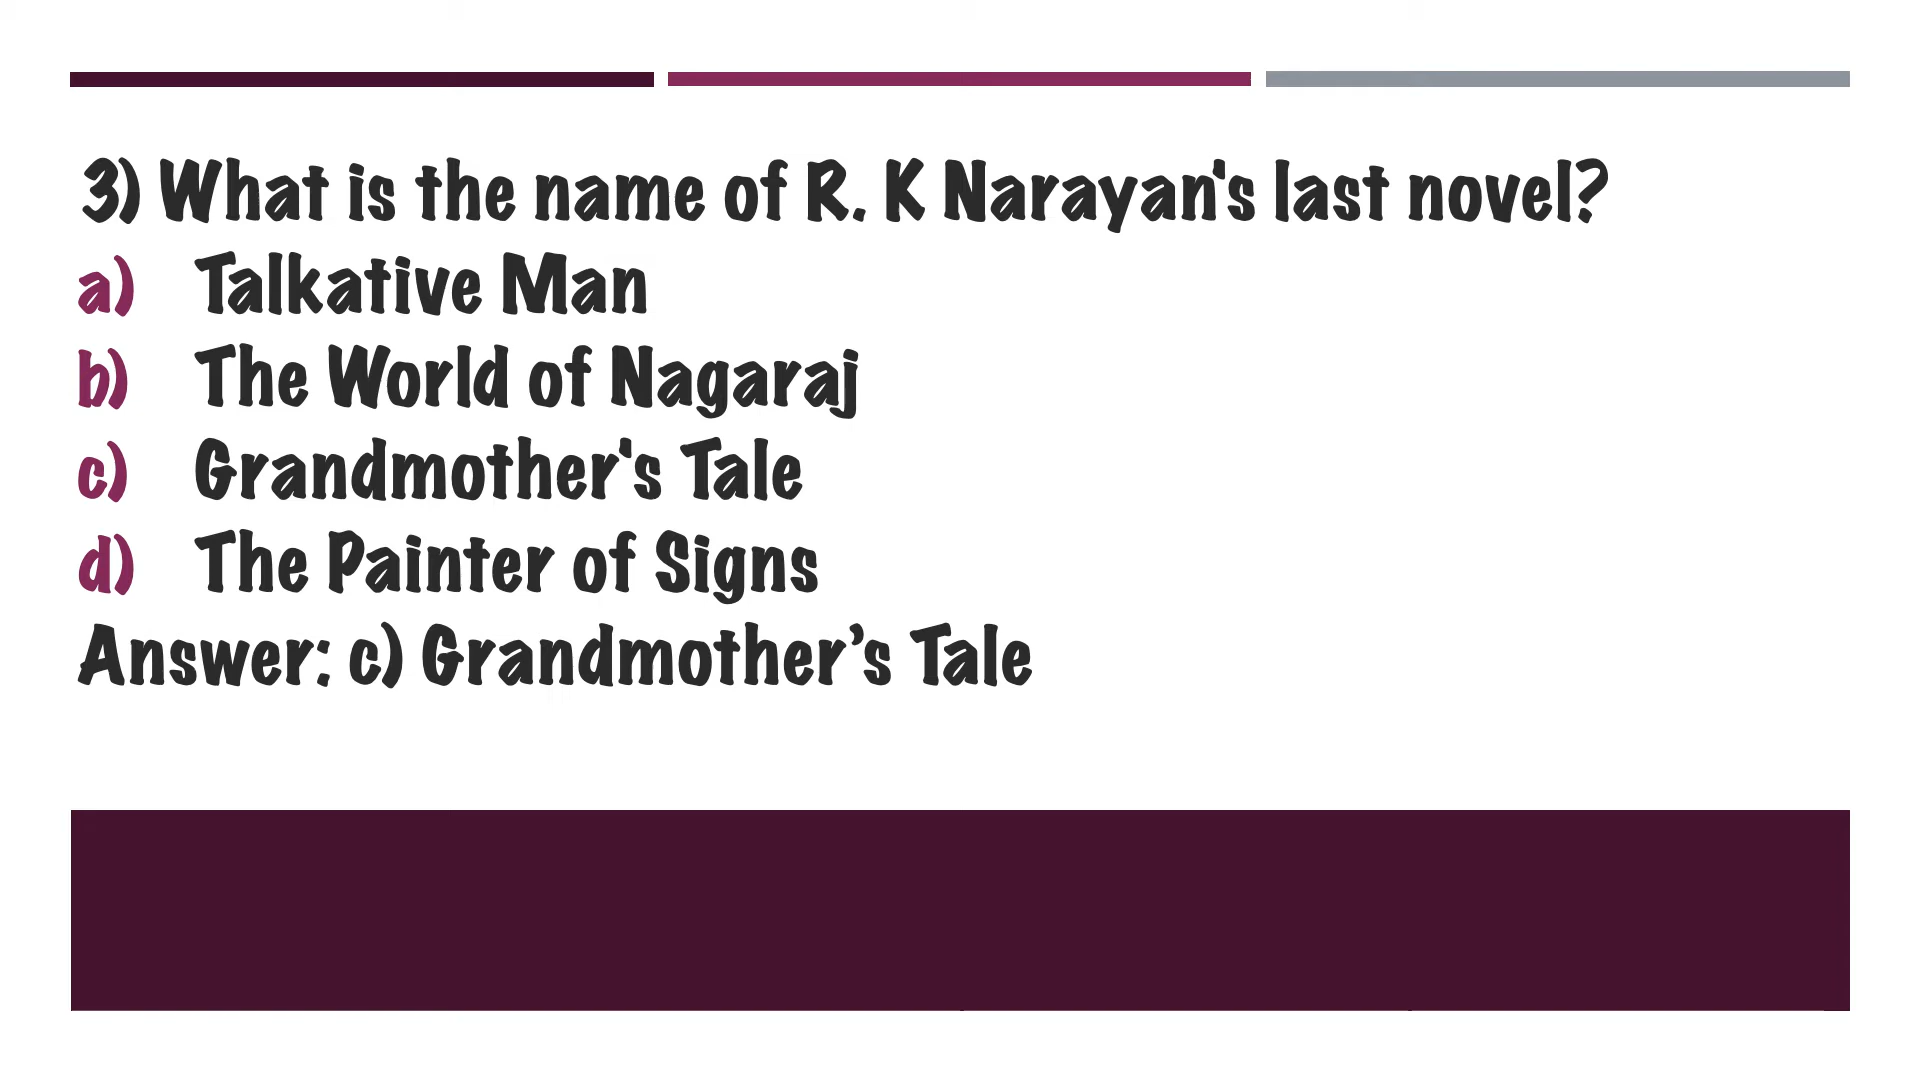 3) What is the name of R. K Narayan's last novel?
a) Talkative Man
b) The World of Nagaraj
c) Grandmother's Tale
d) The Painter of Signs
Answer: c) Grandmother’s Tale